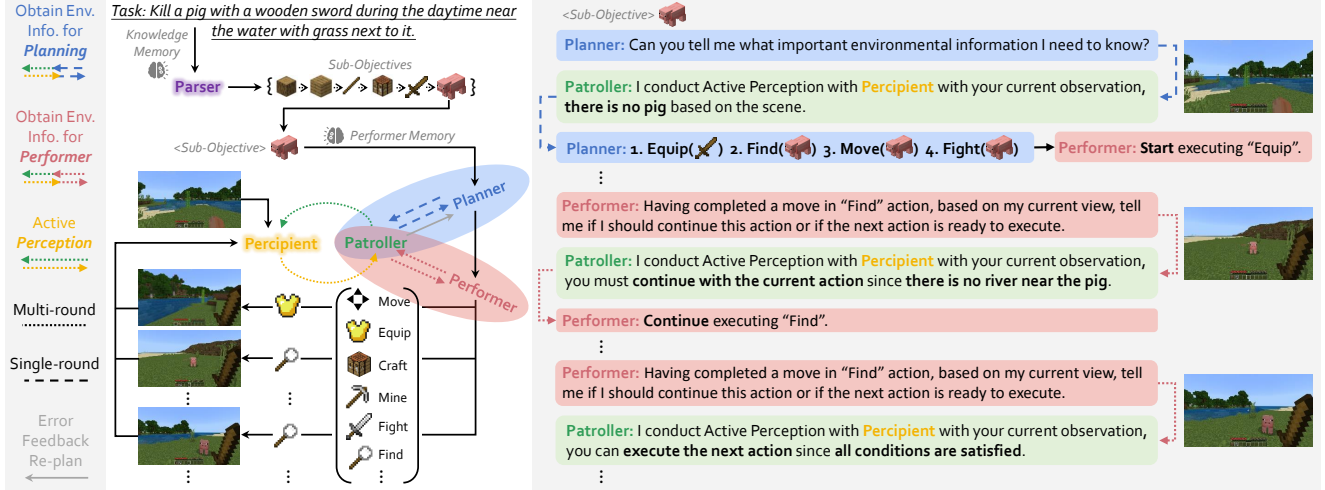 Obtain Env.
Info. for
Planning
Obtain Env.
Info. for
Performer
Active
Perception
Multi-round
Single-round
Error
Feedback
Re-plan
Task: Kill a pig with a wooden sword during the daytime near
the water with grass next to it.
Knowledge
Memory
Parser
Sub-Objectives
{ }
Performer Memory
<Sub-Objective>
Planner
Percipient
Patroller
Performer
Move
Equip
Craft
Mine
Fight
Find
<Sub-Objective>
Planner: Can you tell me what important environmental information I need to know?
Patroller: I conduct Active Perception with Percipient with your current observation,
there is no pig based on the scene.
Planner: 1. Equip( ) 2. Find( ) 3. Move( ) 4. Fight( )
Performer: Start executing “Equip”.
Performer: Having completed a move in “Find” action, based on my current view, tell
me if I should continue this action or if the next action is ready to execute.
Patroller: I conduct Active Perception with Percipient with your current observation,
you must continue with the current action since there is no river near the pig.
Performer: Continue executing “Find”.
Performer: Having completed a move in “Find” action, based on my current view, tell
me if I should continue this action or if the next action is ready to execute.
Patroller: I conduct Active Perception with Percipient with your current observation,
you can execute the next action since all conditions are satisfied.